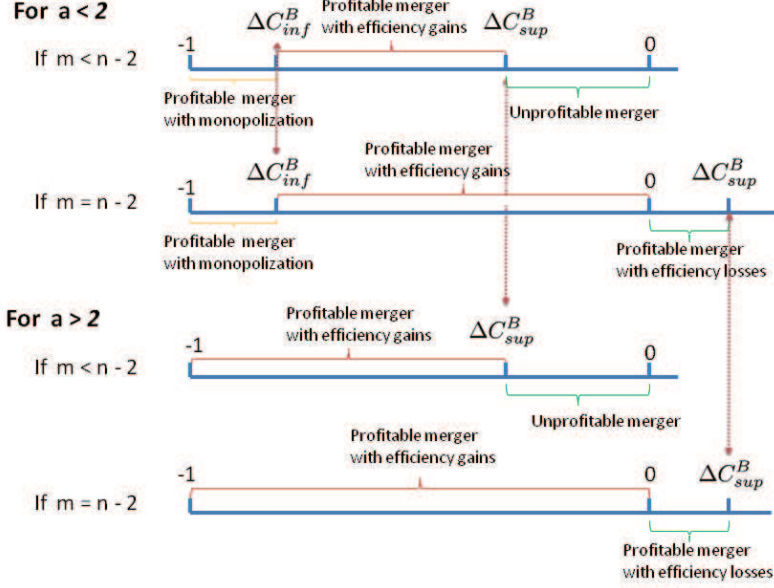 For a < 2
Profitable merger
with efficiency gains
ΔC^B_inf
ΔC^B_sup
-1
0
If m < n - 2
Profitable merger
with monopolization
Unprofitable merger
Profitable merger
with efficiency gains
ΔC^B_inf
ΔC^B_sup
-1
0
If m = n - 2
Profitable merger
with monopolization
Profitable merger
with efficiency losses
For a > 2
Profitable merger
with efficiency gains
ΔC^B_sup
-1
0
If m < n - 2
Unprofitable merger
Profitable merger
with efficiency gains
-1
0
ΔC^B_sup
If m = n - 2
Profitable merger
with efficiency losses